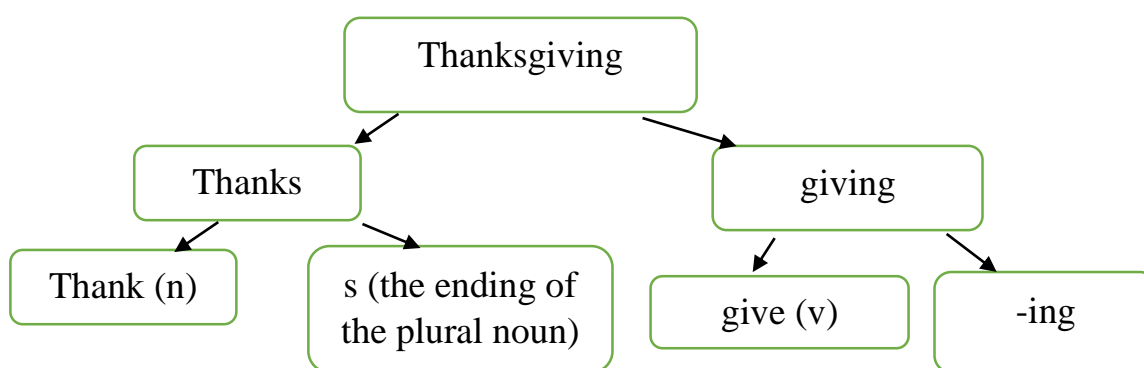 Thanksgiving
Thanks
giving
Thank (n)
s (the ending of
the plural noun)
give (v)
-ing